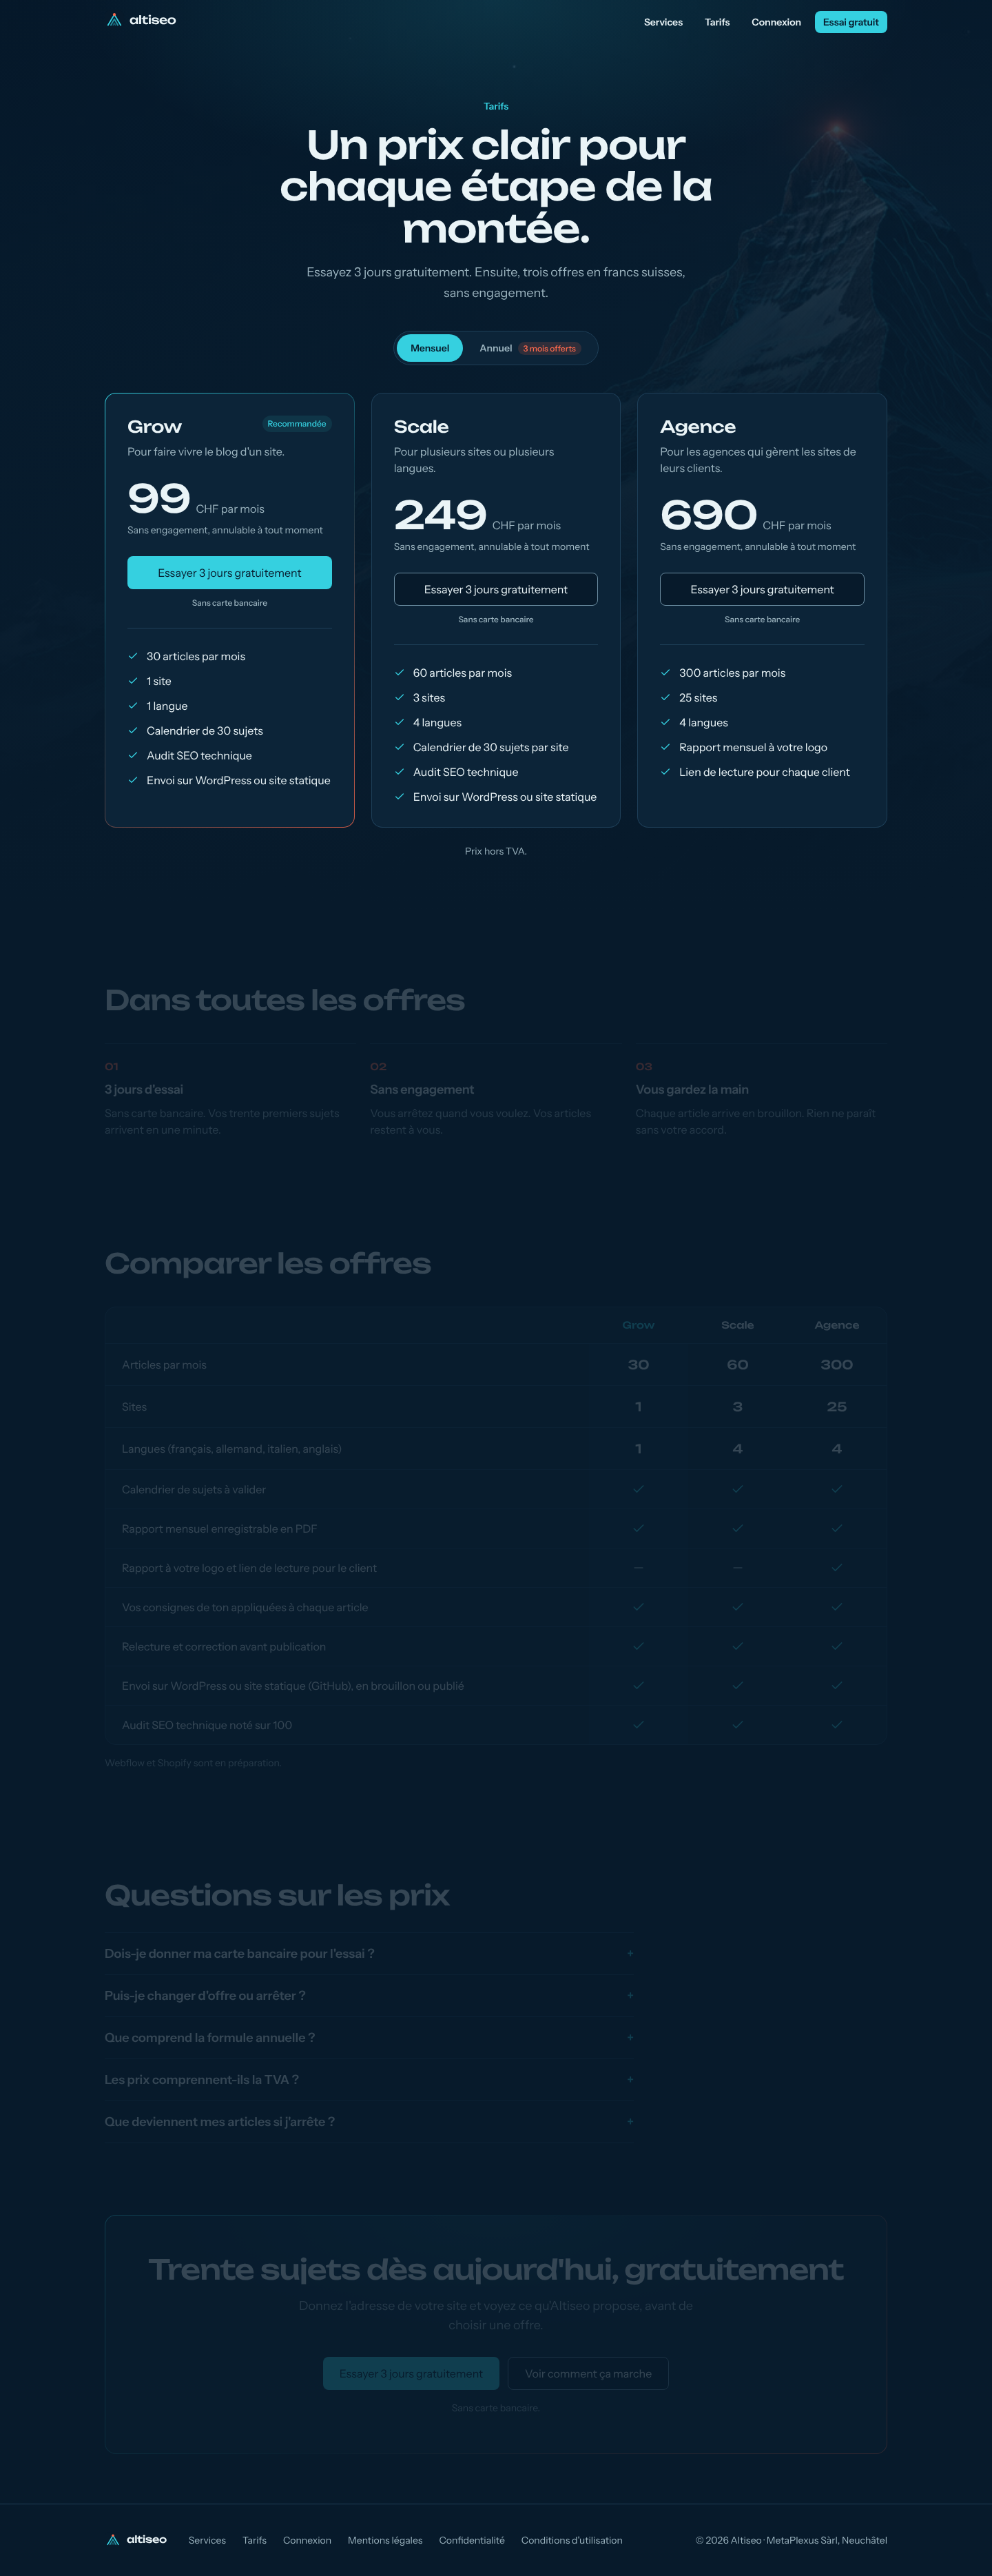 altiseo
Services Tarifs Connexion Essai gratuit
Tarifs
Un prix clair pour
chaque étape de la
montée.
Essayez 3 jours gratuitement. Ensuite, trois offres en francs suisses,
sans engagement.
Mensuel Annuel 3 mois offerts
Grow Recommandée
Pour faire vivre le blog d'un site.
99 CHF par mois
Sans engagement, annulable à tout moment
Essayer 3 jours gratuitement
Sans carte bancaire
30 articles par mois
1 site
1 langue
Calendrier de 30 sujets
Audit SEO technique
Envoi sur WordPress ou site statique
Scale
Pour plusieurs sites ou plusieurs
langues.
249 CHF par mois
Sans engagement, annulable à tout moment
Essayer 3 jours gratuitement
Sans carte bancaire
60 articles par mois
3 sites
4 langues
Calendrier de 30 sujets par site
Audit SEO technique
Envoi sur WordPress ou site statique
Agence
Pour les agences qui gèrent les sites de
leurs clients.
690 CHF par mois
Sans engagement, annulable à tout moment
Essayer 3 jours gratuitement
Sans carte bancaire
300 articles par mois
25 sites
4 langues
Rapport mensuel à votre logo
Lien de lecture pour chaque client
Prix hors TVA.
Dans toutes les offres
01
3 jours d'essai
Sans carte bancaire. Vos trente premiers sujets
arrivent en une minute.
02
Sans engagement
Vous arrêtez quand vous voulez. Vos articles
restent à vous.
03
Vous gardez la main
Chaque article arrive en brouillon. Rien ne paraît
sans votre accord.
Comparer les offres
Grow Scale Agence
Articles par mois 30 60 300
Sites 1 3 25
Langues (français, allemand, italien, anglais) 1 4 4
Calendrier de sujets à valider
Rapport mensuel enregistrable en PDF
Rapport à votre logo et lien de lecture pour le client — —
Vos consignes de ton appliquées à chaque article
Relecture et correction avant publication
Envoi sur WordPress ou site statique (GitHub), en brouillon ou publié
Audit SEO technique noté sur 100
Webflow et Shopify sont en préparation.
Questions sur les prix
Dois-je donner ma carte bancaire pour l'essai ? +
Puis-je changer d'offre ou arrêter ? +
Que comprend la formule annuelle ? +
Les prix comprennent-ils la TVA ? +
Que deviennent mes articles si j'arrête ? +
Trente sujets dès aujourd'hui, gratuitement
Donnez l'adresse de votre site et voyez ce qu'Altiseo propose, avant de
choisir une offre.
Essayer 3 jours gratuitement Voir comment ça marche
Sans carte bancaire.
altiseo Services Tarifs Connexion Mentions légales Confidentialité Conditions d'utilisation © 2026 Altiseo · MetaPlexus Sàrl, Neuchâtel